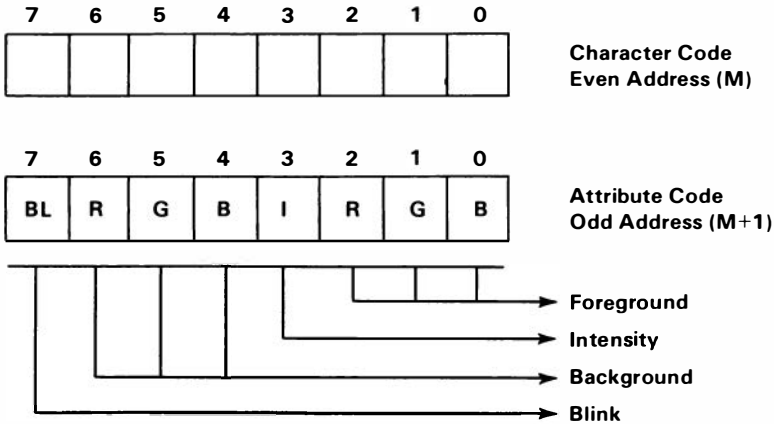 7 6 5 4 3 2 1 0
Character Code
Even Address (M)
7 6 5 4 3 2 1 0
BL R G B I R G B
Attribute Code
Odd Address (M+1)
Foreground
Intensity
Background
Blink